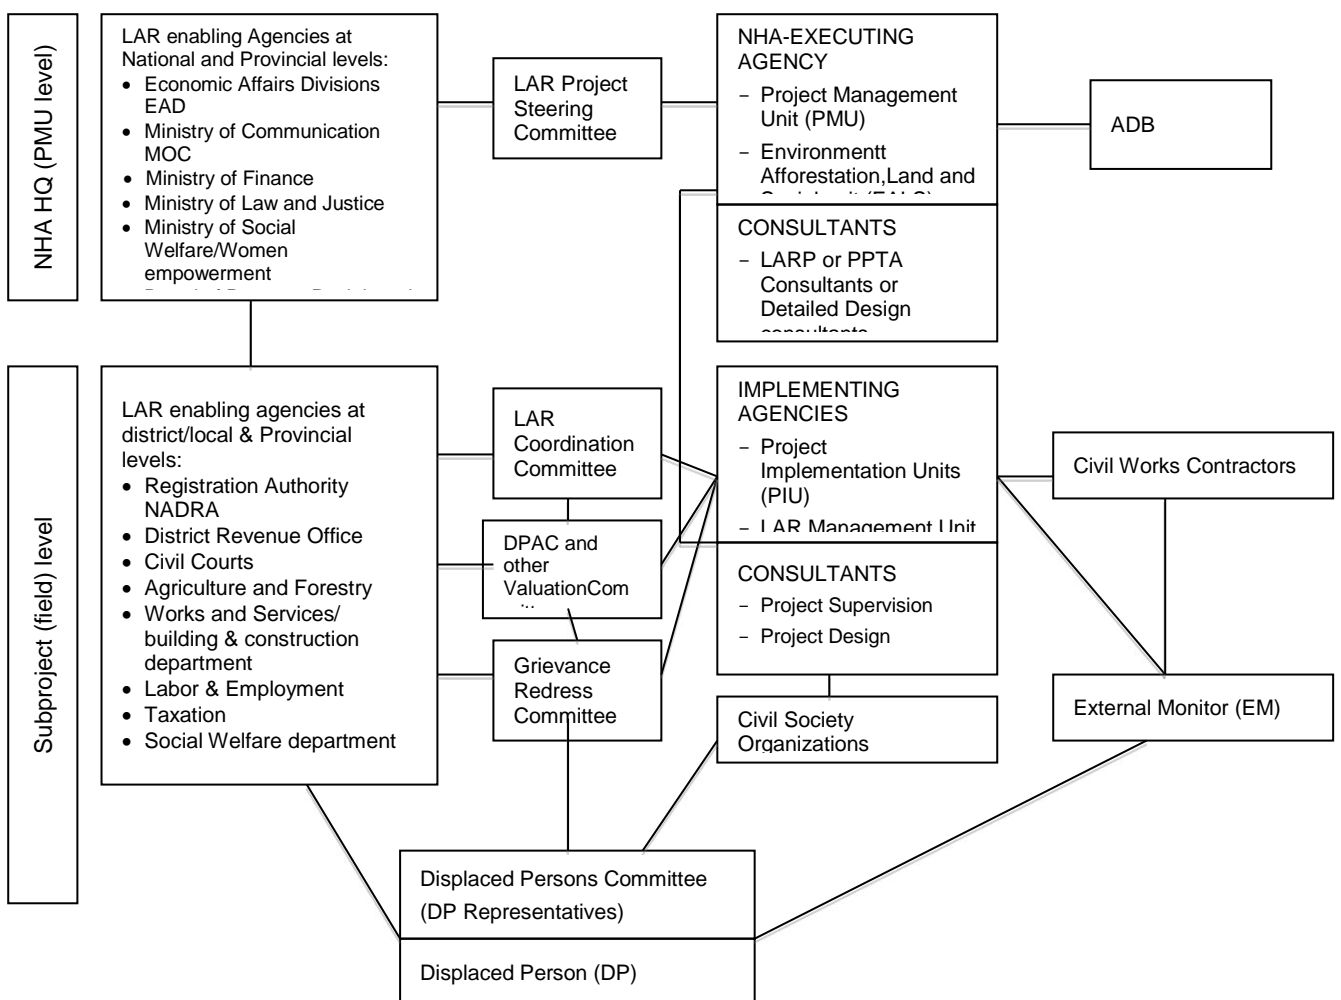 NHA HQ (PMU level)
LAR enabling Agencies at
National and Provincial levels:
• Economic Affairs Divisions
EAD
• Ministry of Communication
MOC
• Ministry of Finance
• Ministry of Law and Justice
• Ministry of Social
Welfare/Women
empowerment
LAR Project
Steering
Committee
NHA-EXECUTING
AGENCY
– Project Management
Unit (PMU)
– Environmentt
Afforestation,Land and
CONSULTANTS
– LARP or PPTA
Consultants or
Detailed Design
consultants
ADB
Subproject (field) level
LAR enabling agencies at
district/local & Provincial
levels:
• Registration Authority
NADRA
• District Revenue Office
• Civil Courts
• Agriculture and Forestry
• Works and Services/
building & construction
department
• Labor & Employment
• Taxation
• Social Welfare department
LAR
Coordination
Committee
DPAC and
other
ValuationCom
Grievance
Redress
Committee
IMPLEMENTING
AGENCIES
– Project
Implementation Units
(PIU)
– LAR Management Unit
CONSULTANTS
– Project Supervision
– Project Design
Civil Society
Organizations
Civil Works Contractors
External Monitor (EM)
Displaced Persons Committee
(DP Representatives)
Displaced Person (DP)